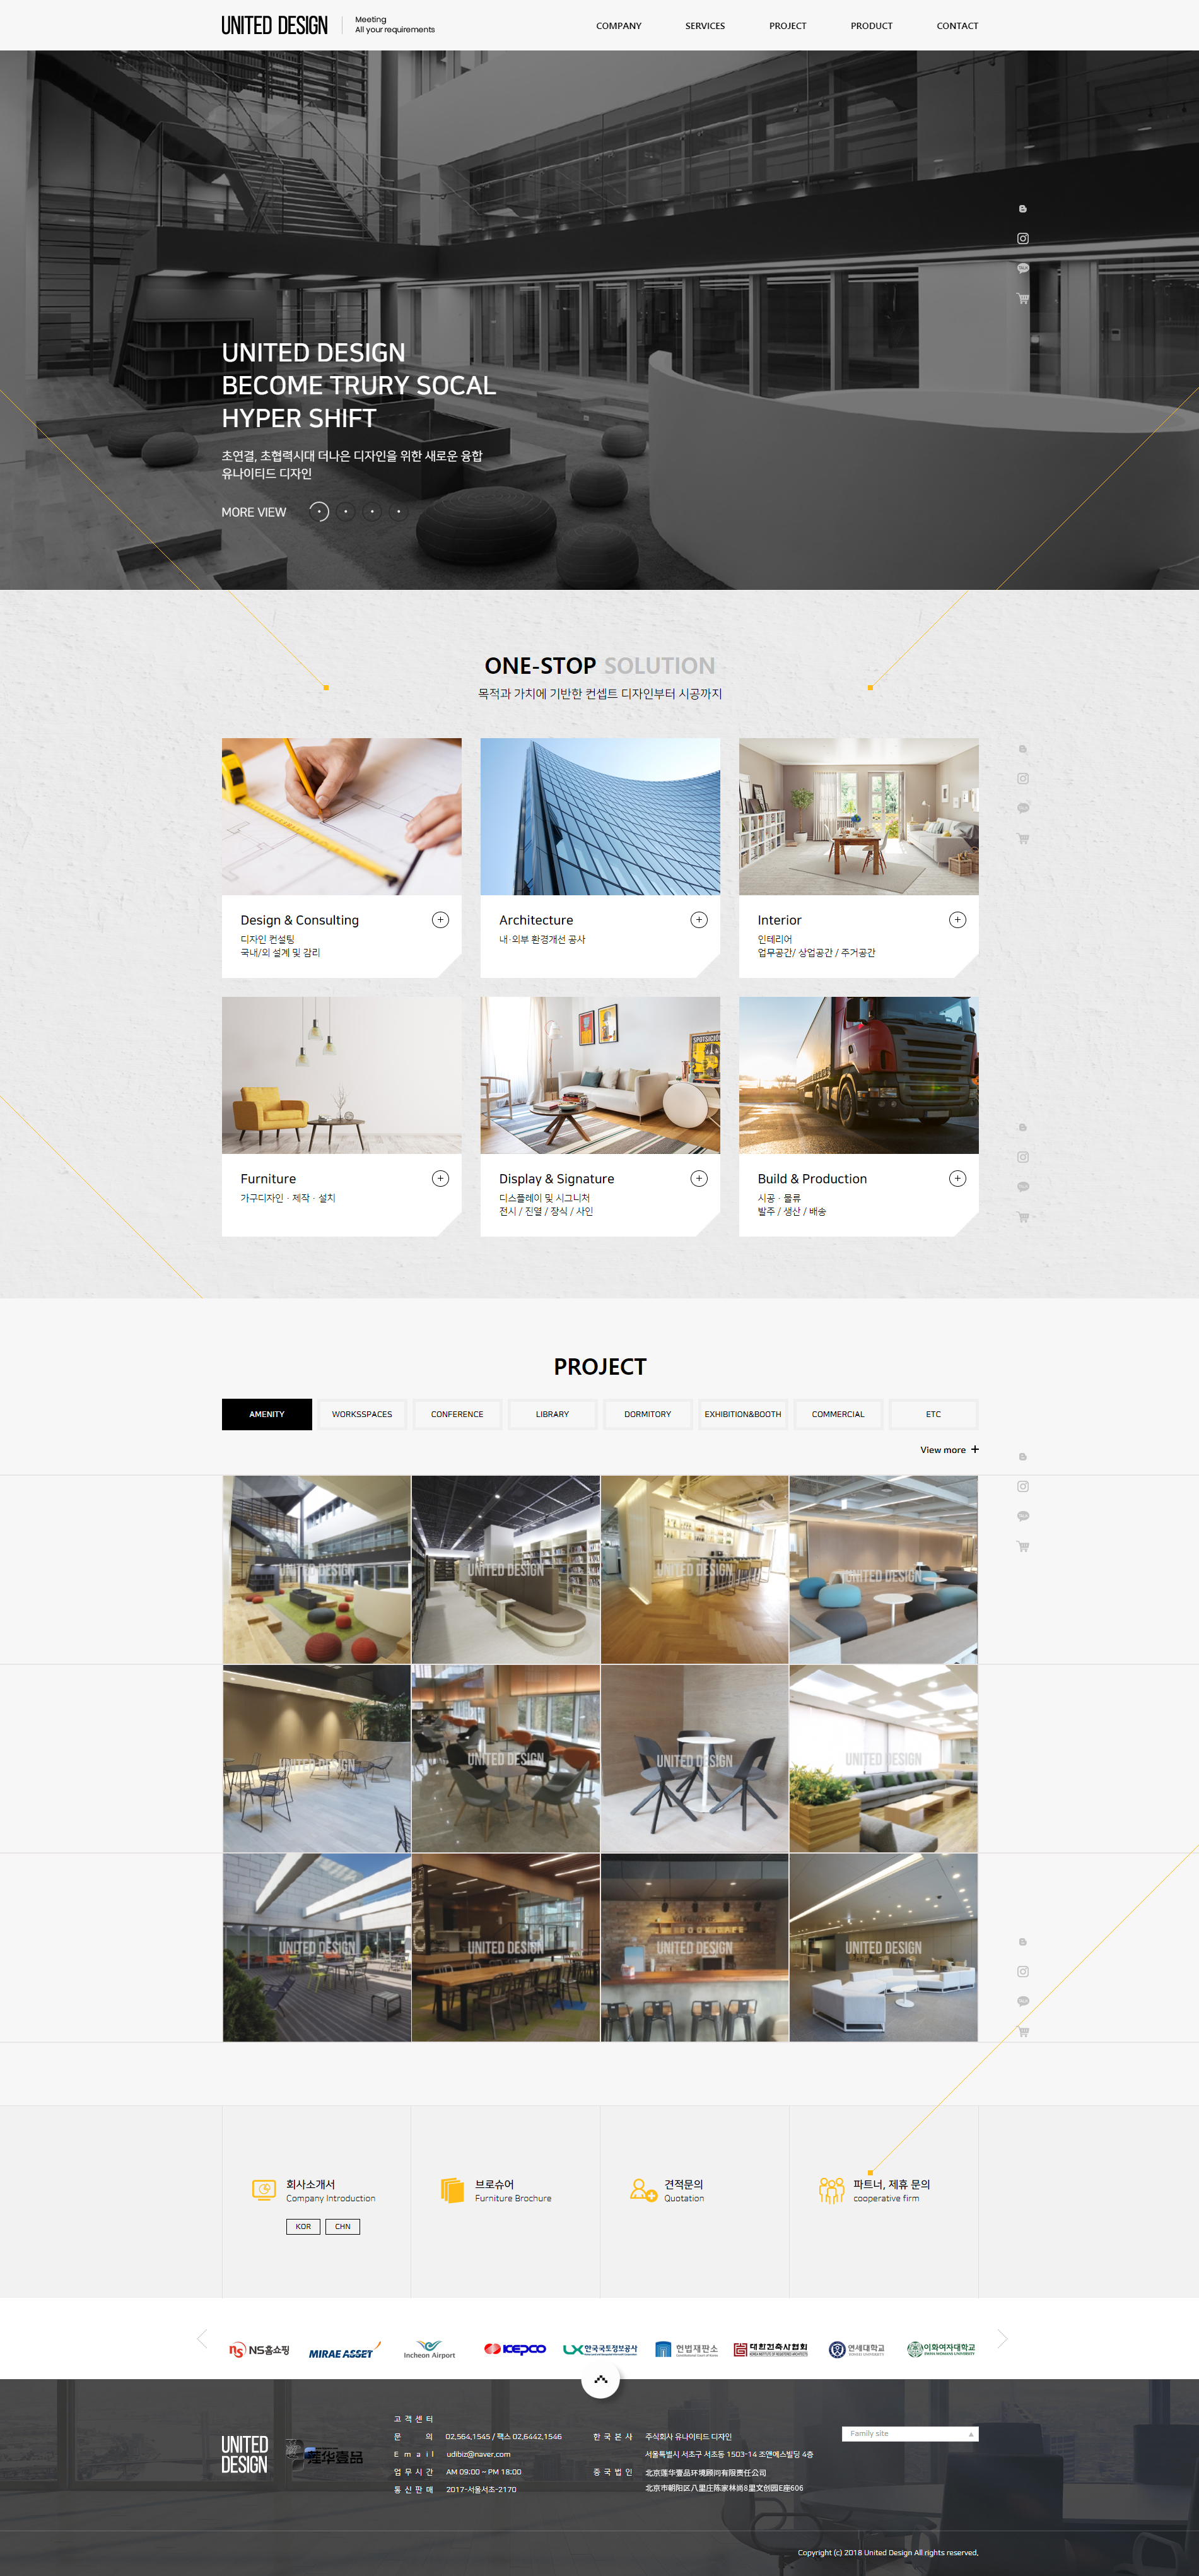 UNITED DESIGN
Meeting
All your requirements
COMPANY
SERVICES
PROJECT
PRODUCT
CONTACT
UNITED DESIGN
BECOME TRURY SOCAL
HYPER SHIFT
초연결, 초협력시대 더나은 디자인을 위한 새로운 융합
유나이티드 디자인
MORE VIEW
ONE-STOP SOLUTION
목적과 가치에 기반한 컨셉트 디자인부터 시공까지
Design & Consulting
디자인 컨설팅
국내/외 설계 및 감리
Architecture
내·외부 환경개선 공사
Interior
인테리어
업무공간/ 상업공간 / 주거공간
Furniture
가구디자인 · 제작 · 설치
Display & Signature
디스플레이 및 시그니처
전시 / 진열 / 장식 / 사인
Build & Production
시공 · 물류
발주 / 생산 / 배송
PROJECT
AMENITY
WORKSSPACES
CONFERENCE
LIBRARY
DORMITORY
EXHIBITION&BOOTH
COMMERCIAL
ETC
View more +
UNITED DESIGN
UNITED DESIGN
UNITED DESIGN
UNITED DESIGN
UNITED DESIGN
UNITED DESIGN
UNITED DESIGN
UNITED DESIGN
UNITED DESIGN
UNITED DESIGN
UNITED DESIGN
UNITED DESIGN
회사소개서
Company Introduction
KOR
CHN
브로슈어
Furniture Brochure
견적문의
Quotation
파트너, 제휴 문의
cooperative firm
NS홈쇼핑
MIRAE ASSET
Incheon Airport
KEPCO
LX 한국국토정보공사
헌법재판소
대한건축사협회
연세대학교
이화여자대학교
UNITED
DESIGN
莲华壹品
고객센터
문의 02.564.1545 / 팩스 02.6442.1546
Email udibiz@naver.com
업무시간 AM 09:00 ~ PM 18:00
통신판매 2017-서울서초-2170
한국본사 주식회사 유나이티드 디자인
서울특별시 서초구 서초동 1503-14 조앤에스빌딩 4층
중국법인 北京莲华壹品环境顾问有限责任公司
北京市朝阳区八里庄陈家林尚8里文创园E座606
Family site
Copyright (c) 2018 United Design All rights reserved.